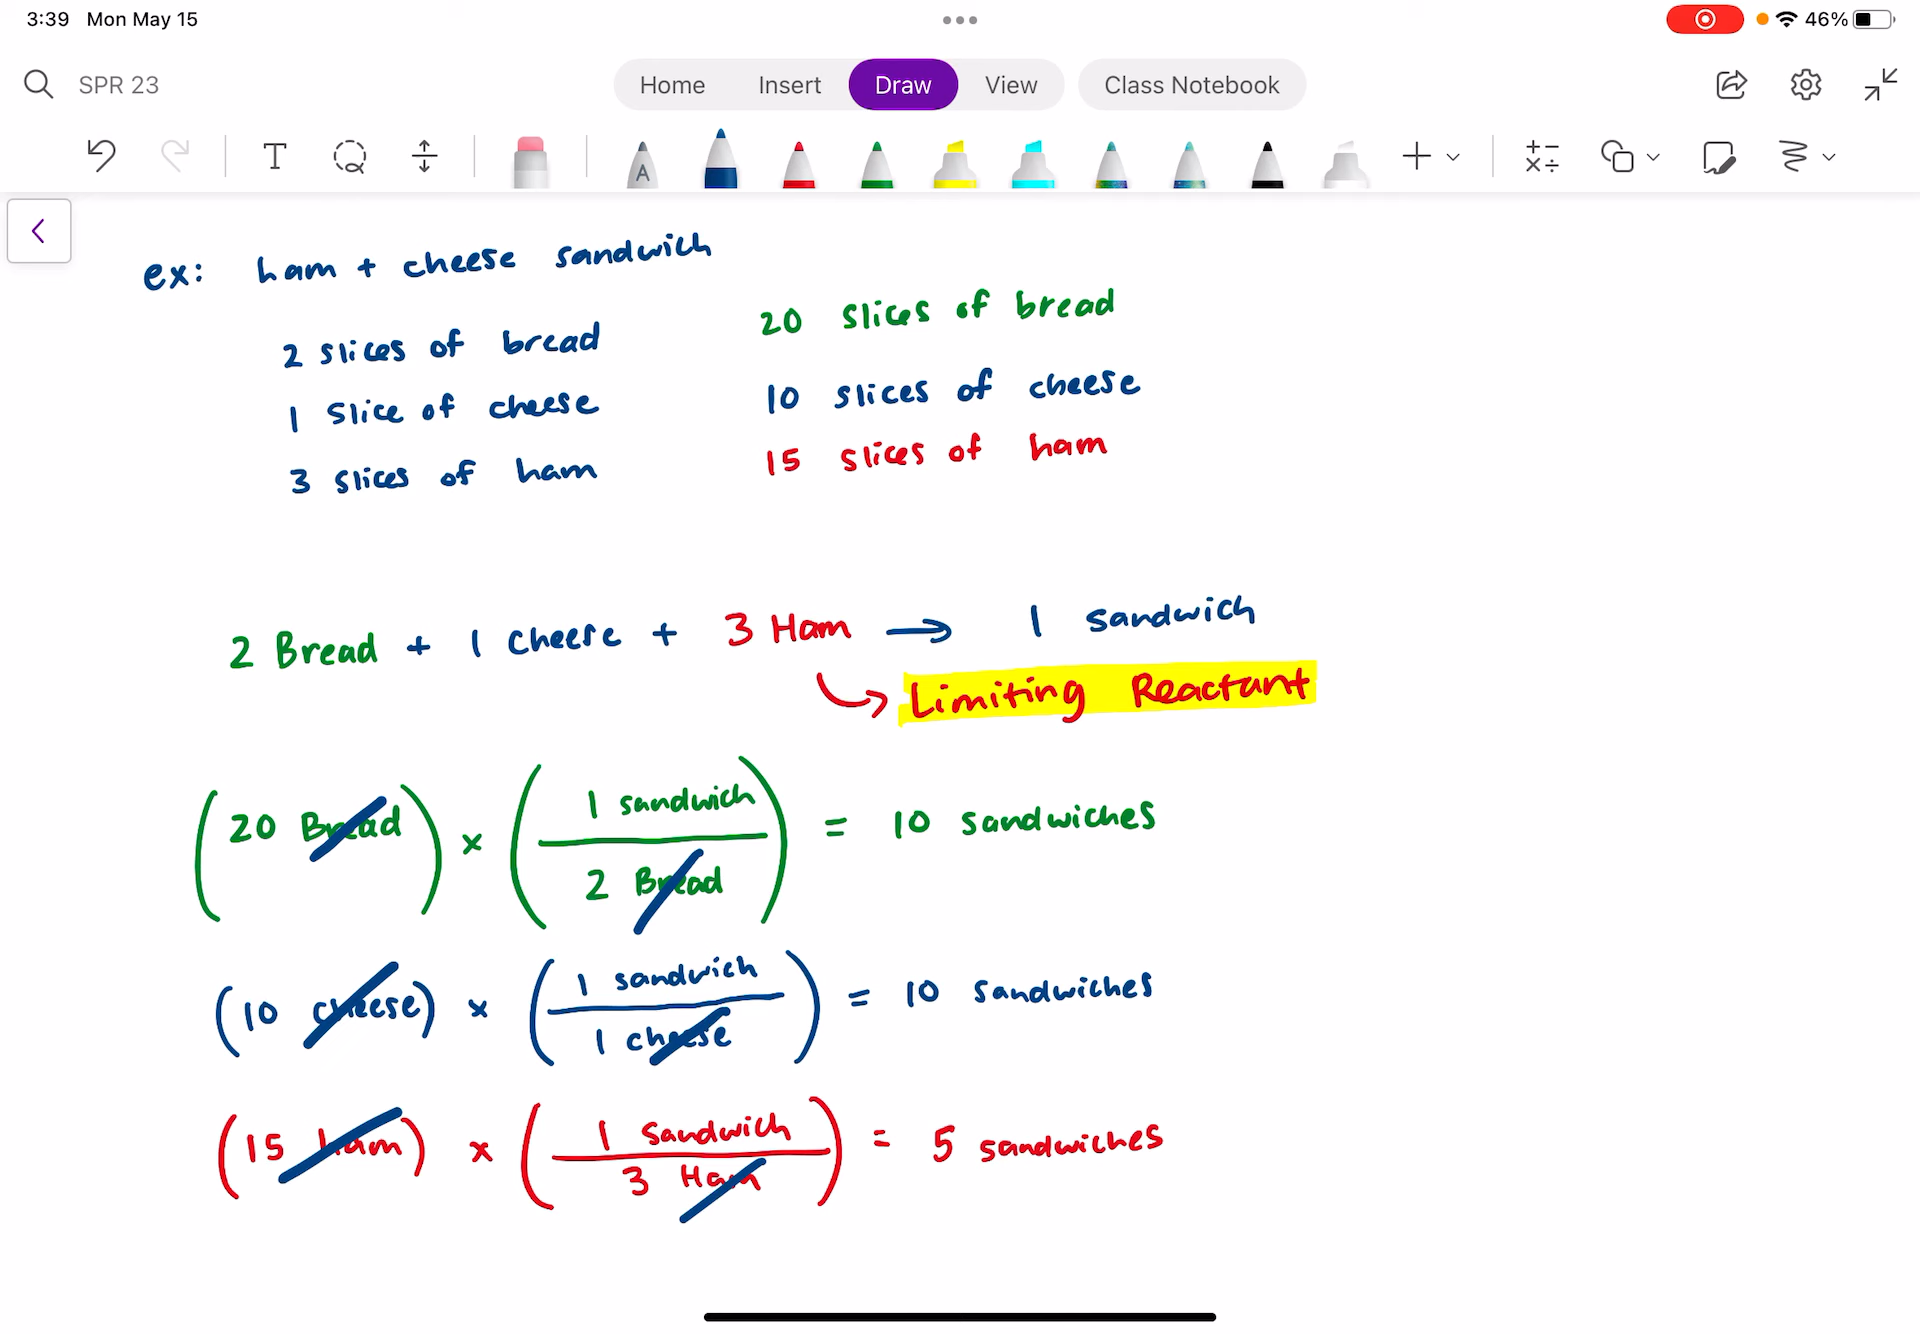 3:39 Mon May 15
46%
SPR 23
Home Insert Draw View Class Notebook
T A
ex: ham + cheese sandwich
2 slices of bread
1 slice of cheese
3 slices of ham
20 slices of bread
10 slices of cheese
15 slices of ham
2 Bread + 1 cheese + 3 Ham → 1 sandwich
Limiting Reactant
(20 Bread) x (1 sandwich / 2 Bread) = 10 sandwiches
(10 cheese) x (1 sandwich / 1 cheese) = 10 sandwiches
(15 ham) x (1 sandwich / 3 Ham) = 5 sandwiches